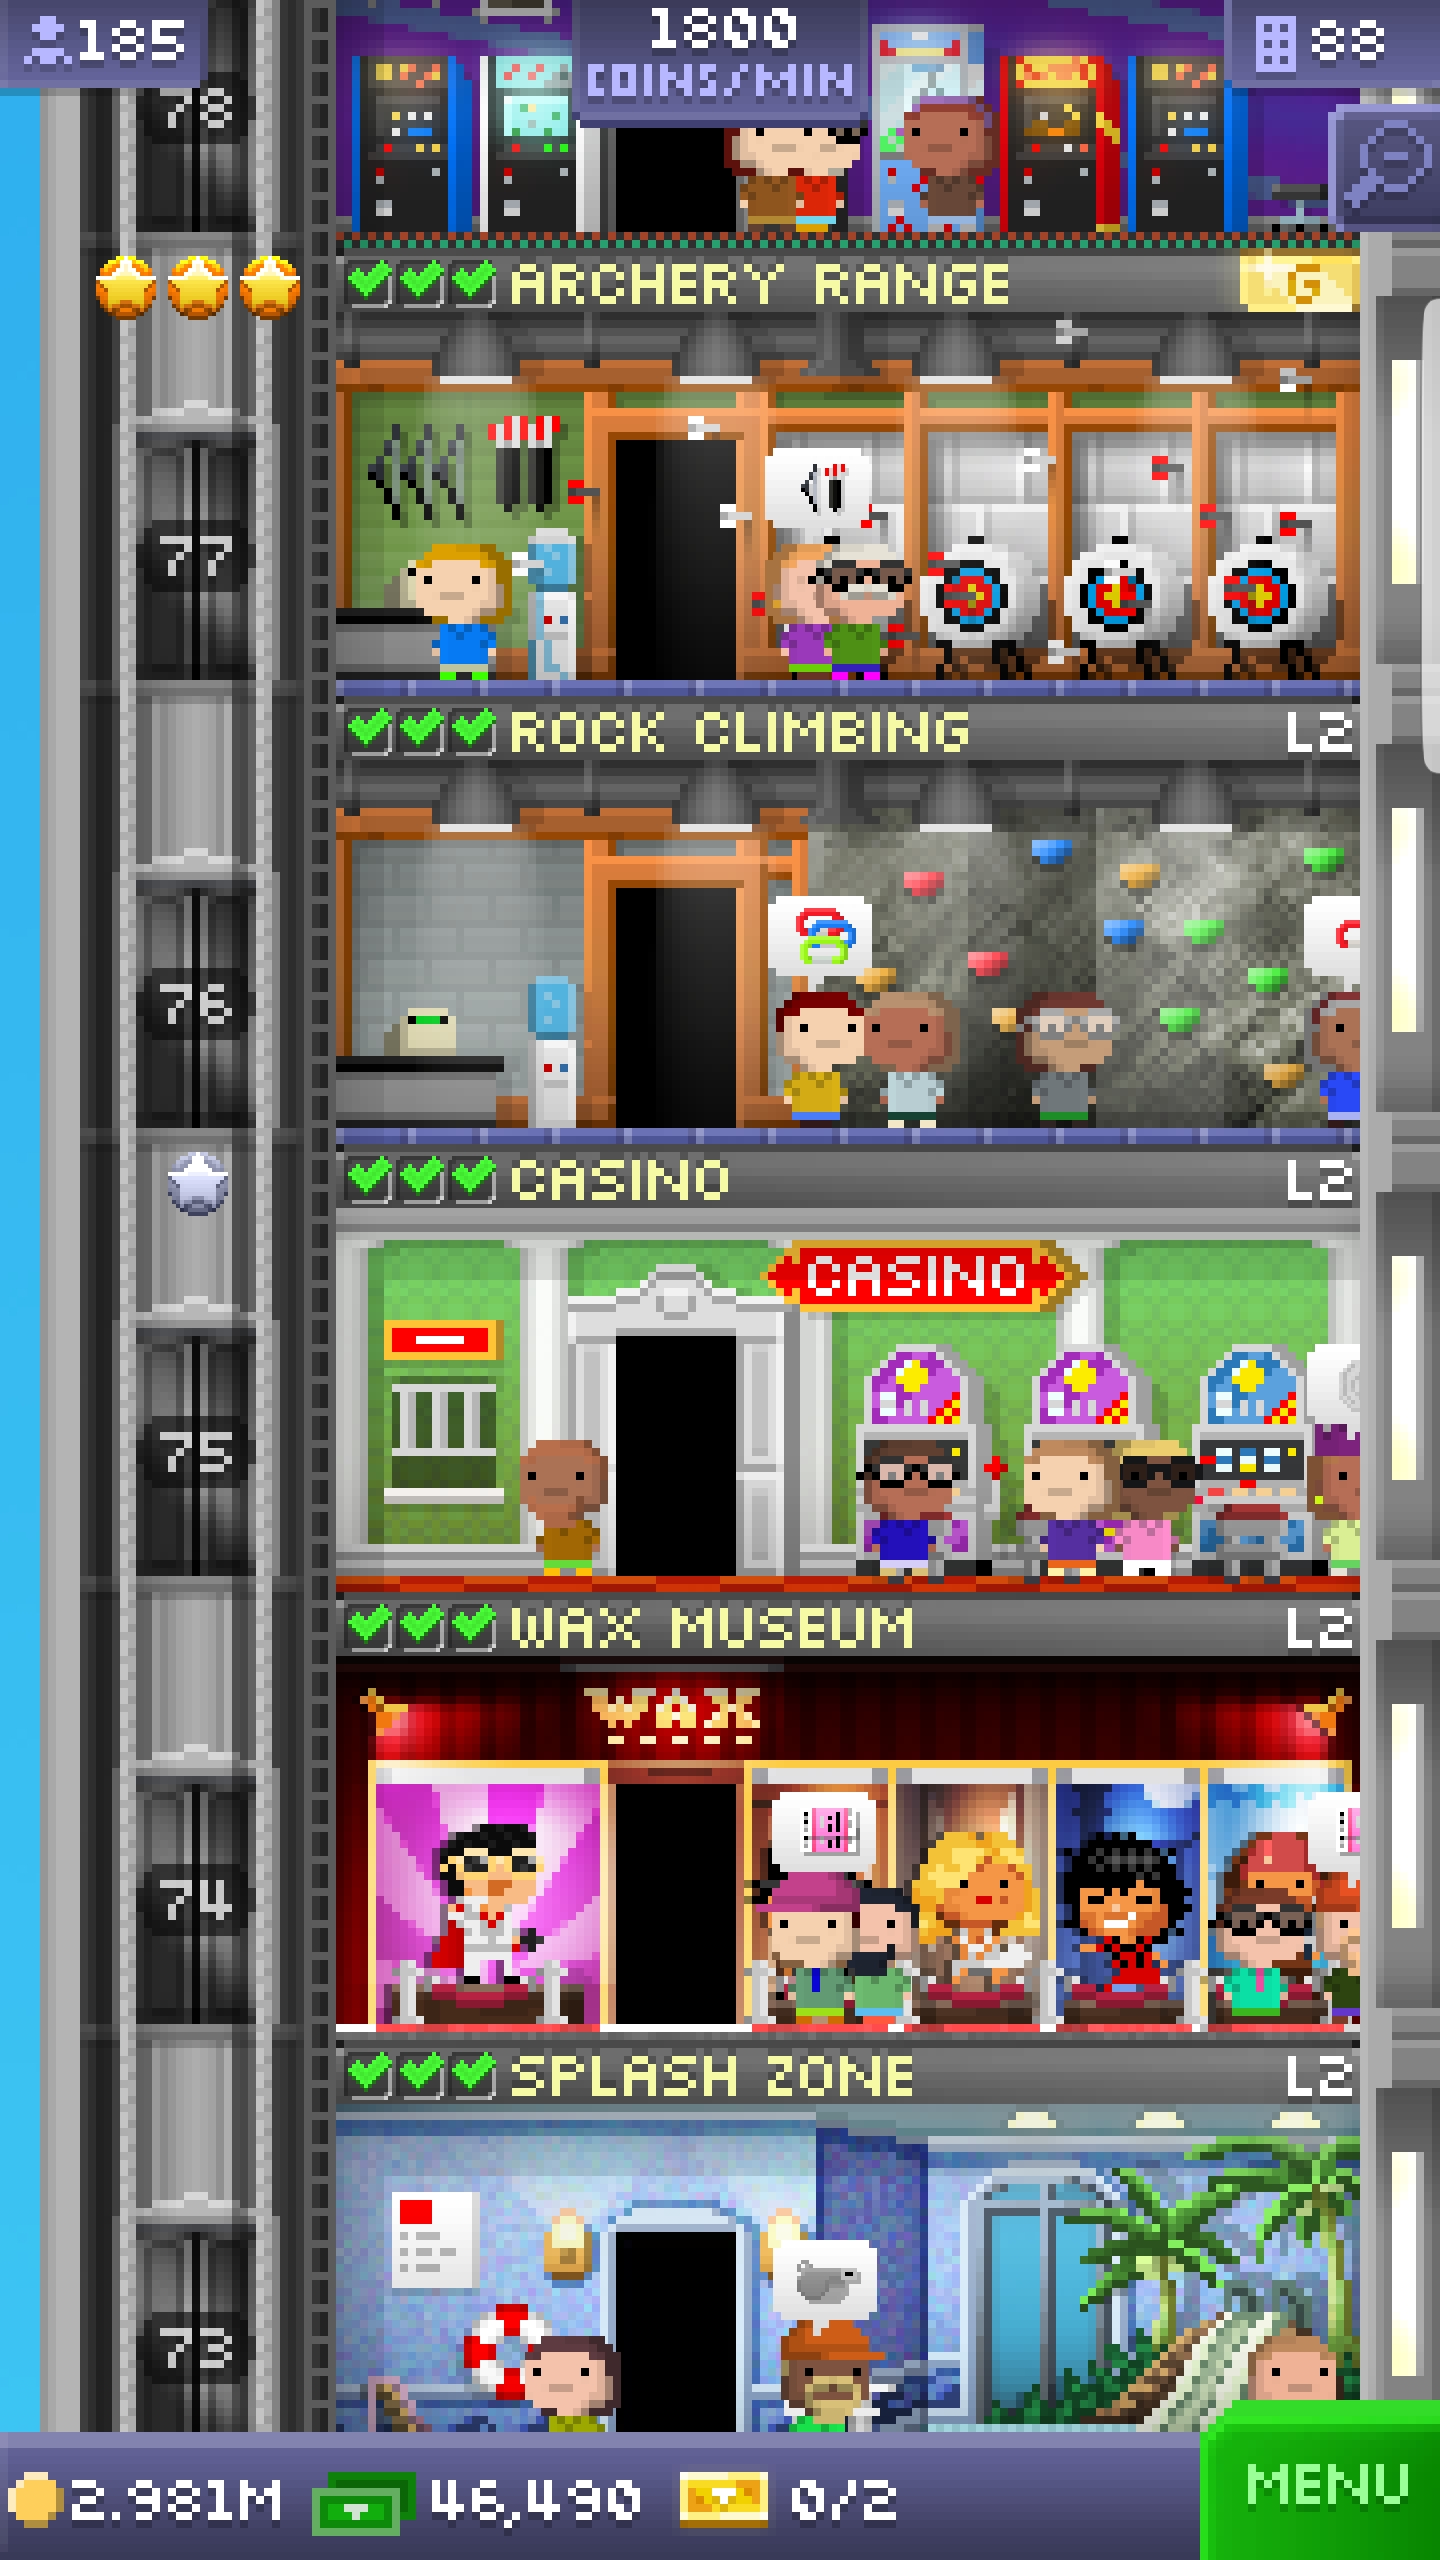 185
1800
COINS/MIN
88
78
ARCHERY RANGE
G
77
ROCK CLIMBING
L2
76
CASINO
L2
CASINO
75
WAX MUSEUM
L2
WAX
74
SPLASH ZONE
L2
73
2.981M
46,490
0/2
MENU